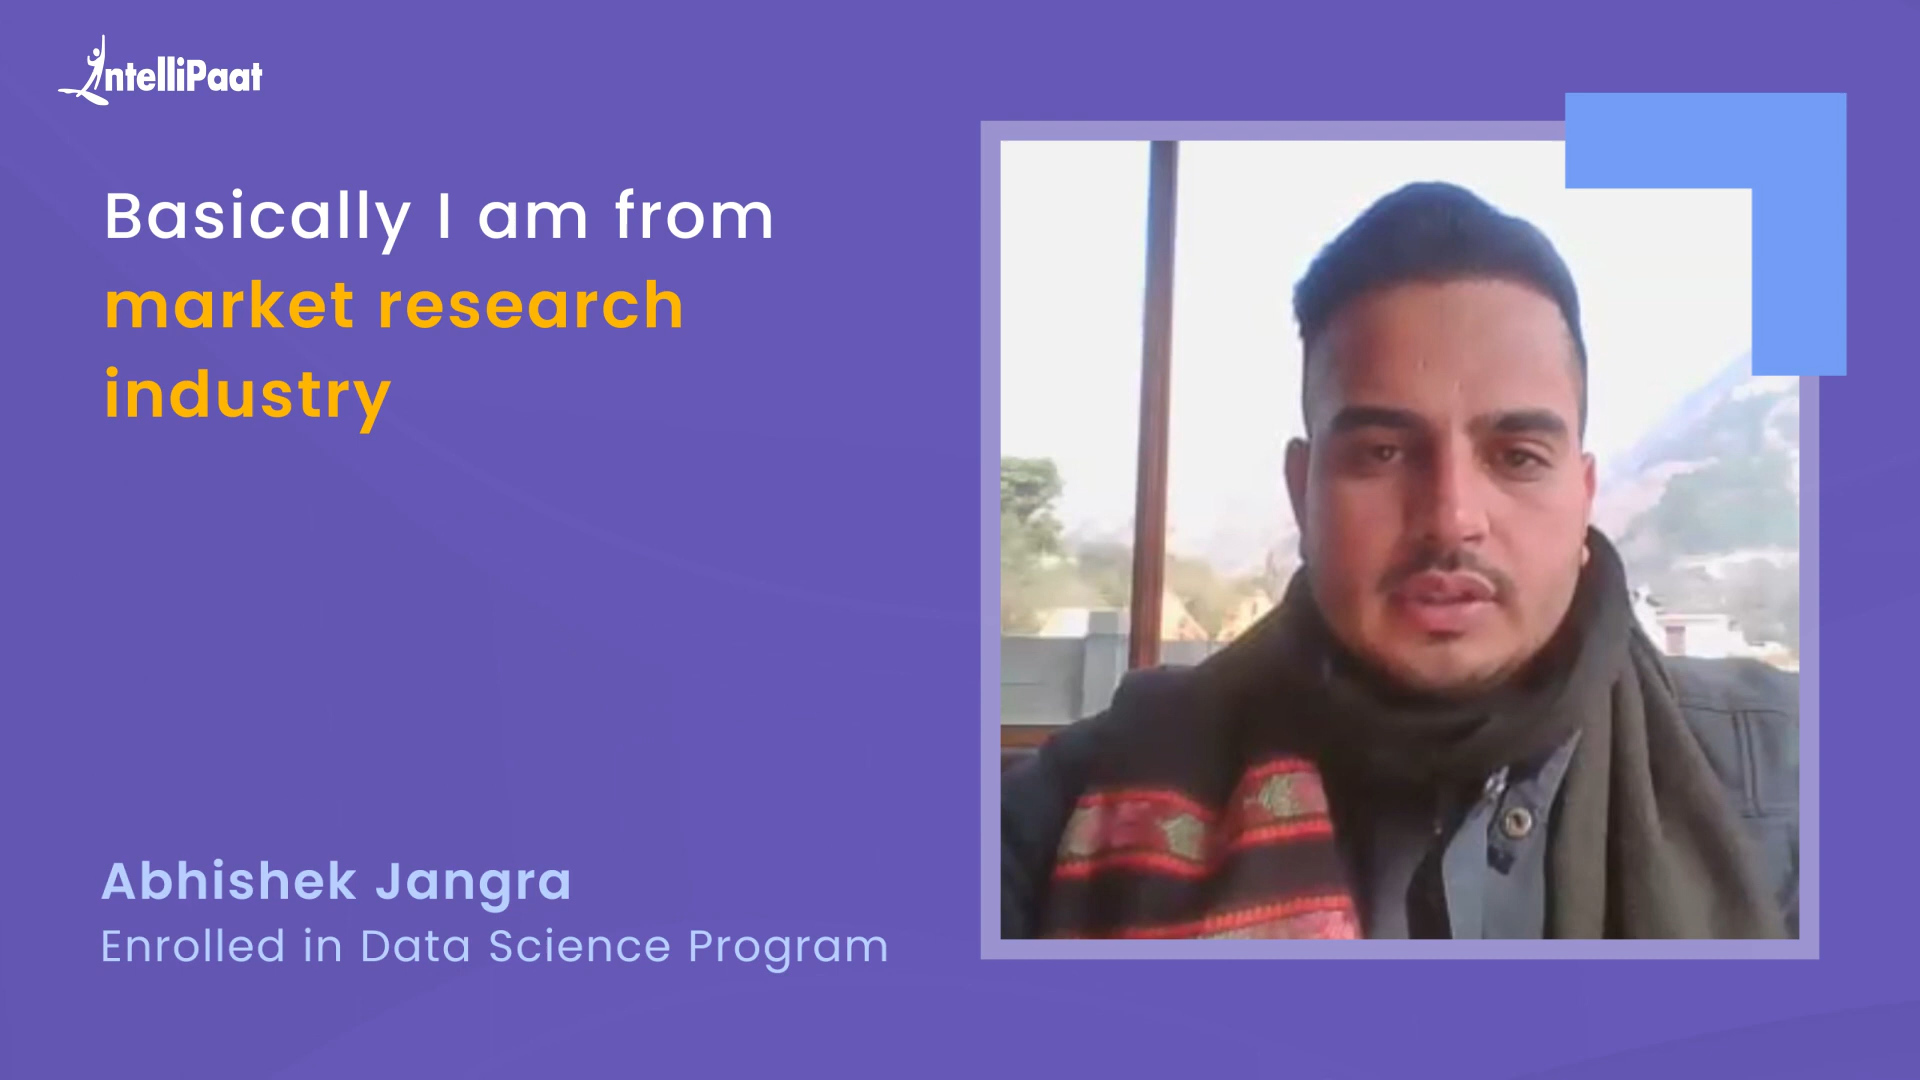 IntelliPaat
Basically I am from
market research
industry
Abhishek Jangra
Enrolled in Data Science Program